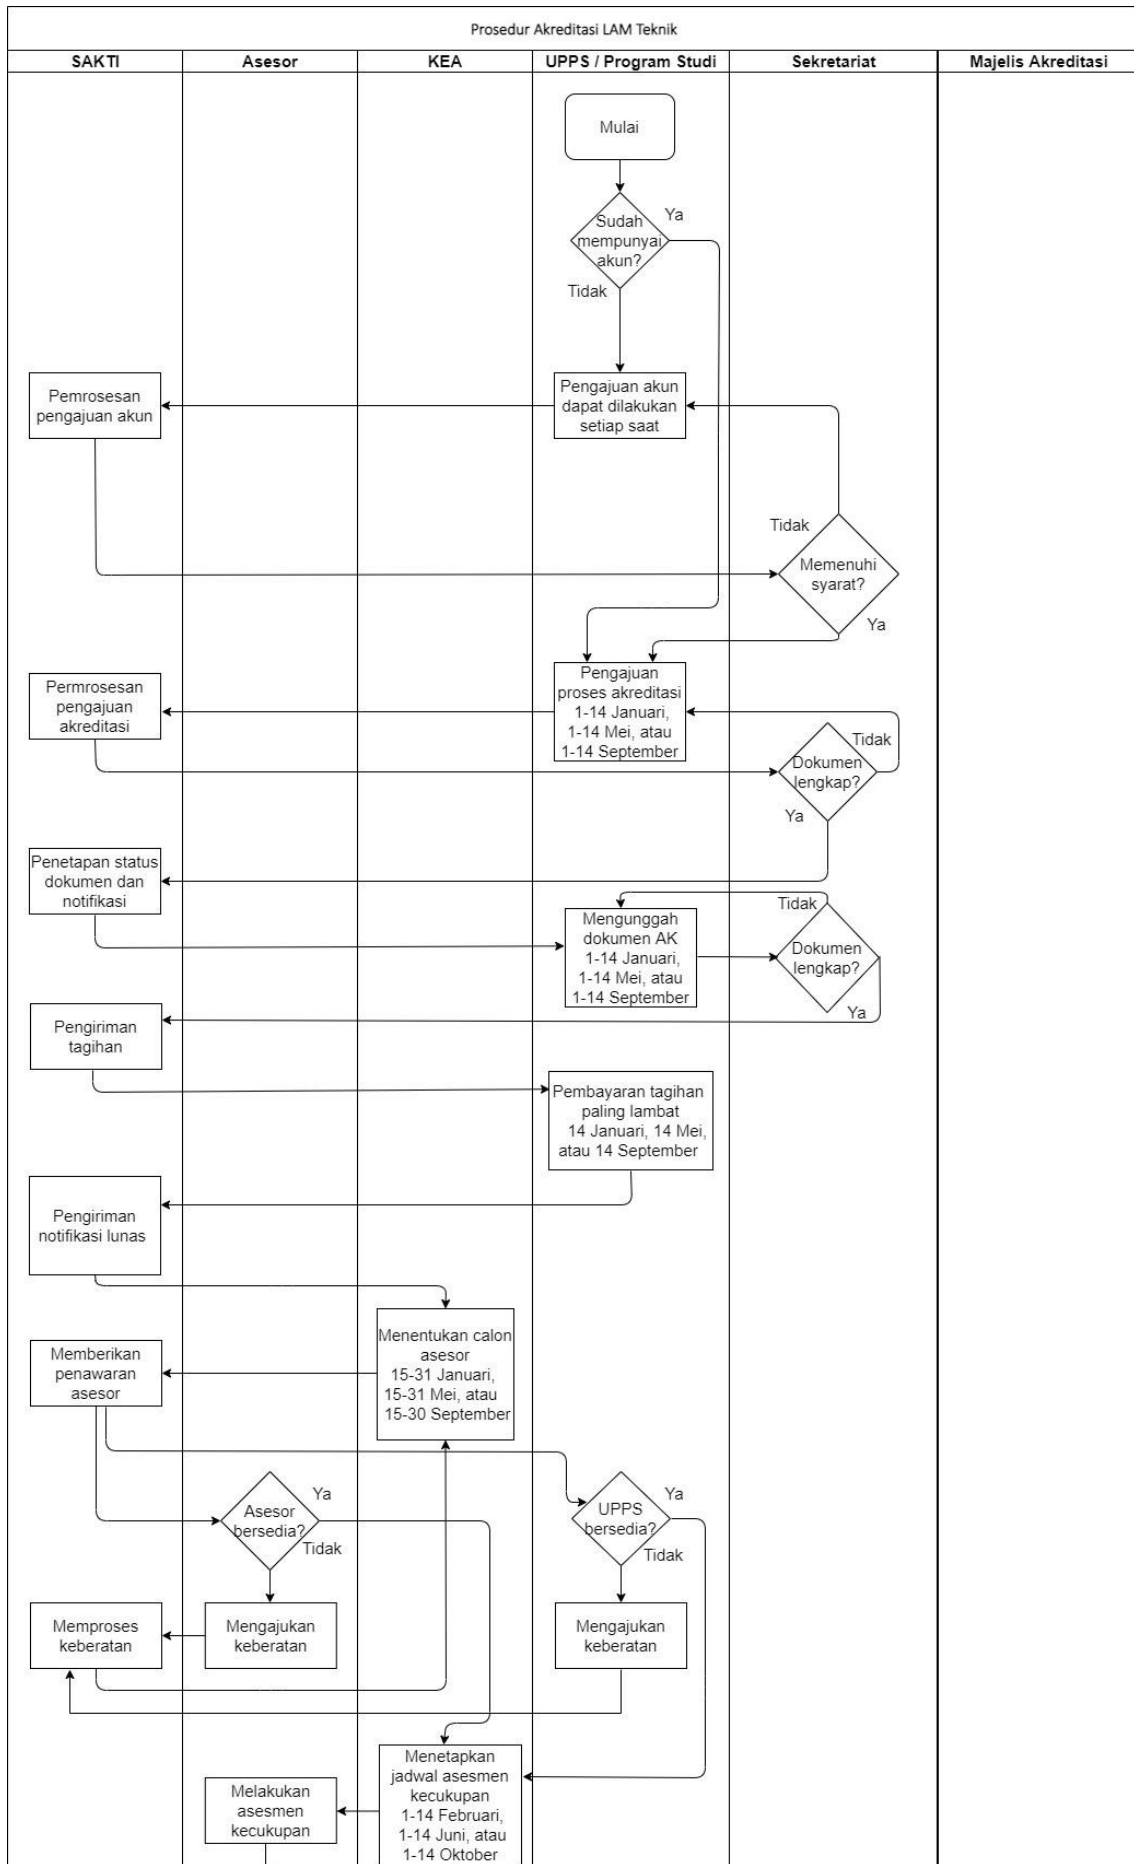 Prosedur Akreditasi LAM Teknik
SAKTI
Asesor
KEA
UPPS / Program Studi
Sekretariat
Majelis Akreditasi
Mulai
Sudah
mempunyai
akun?
Ya
Tidak
Pemrosesan
pengajuan akun
Pengajuan akun
dapat dilakukan
setiap saat
Tidak
Memenuhi
syarat?
Ya
Permrosesan
pengajuan
akreditasi
Pengajuan
proses akreditasi
1-14 Januari,
1-14 Mei, atau
1-14 September
Tidak
Dokumen
lengkap?
Ya
Penetapan status
dokumen dan
notifikasi
Mengunggah
dokumen AK
1-14 Januari,
1-14 Mei, atau
1-14 September
Tidak
Dokumen
lengkap?
Ya
Pengiriman
tagihan
Pembayaran tagihan
paling lambat
14 Januari, 14 Mei,
atau 14 September
Pengiriman
notifikasi lunas
Menentukan calon
asesor
15-31 Januari,
15-31 Mei, atau
15-30 September
Memberikan
penawaran
asesor
Asesor
bersedia?
Ya
Tidak
UPPS
bersedia?
Ya
Tidak
Memproses
keberatan
Mengajukan
keberatan
Mengajukan
keberatan
Menetapkan
jadwal asesmen
kecukupan
1-14 Februari,
1-14 Juni, atau
1-14 Oktober
Melakukan
asesmen
kecukupan